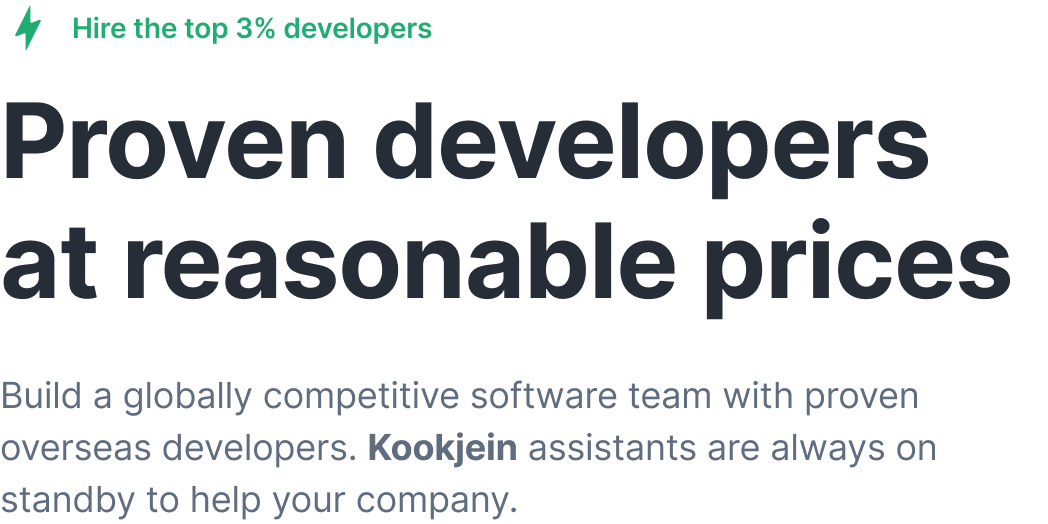 Hire the top 3% developers
Proven developers
at reasonable prices
Build a globally competitive software team with proven
overseas developers. Kookjein assistants are always on
standby to help your company.